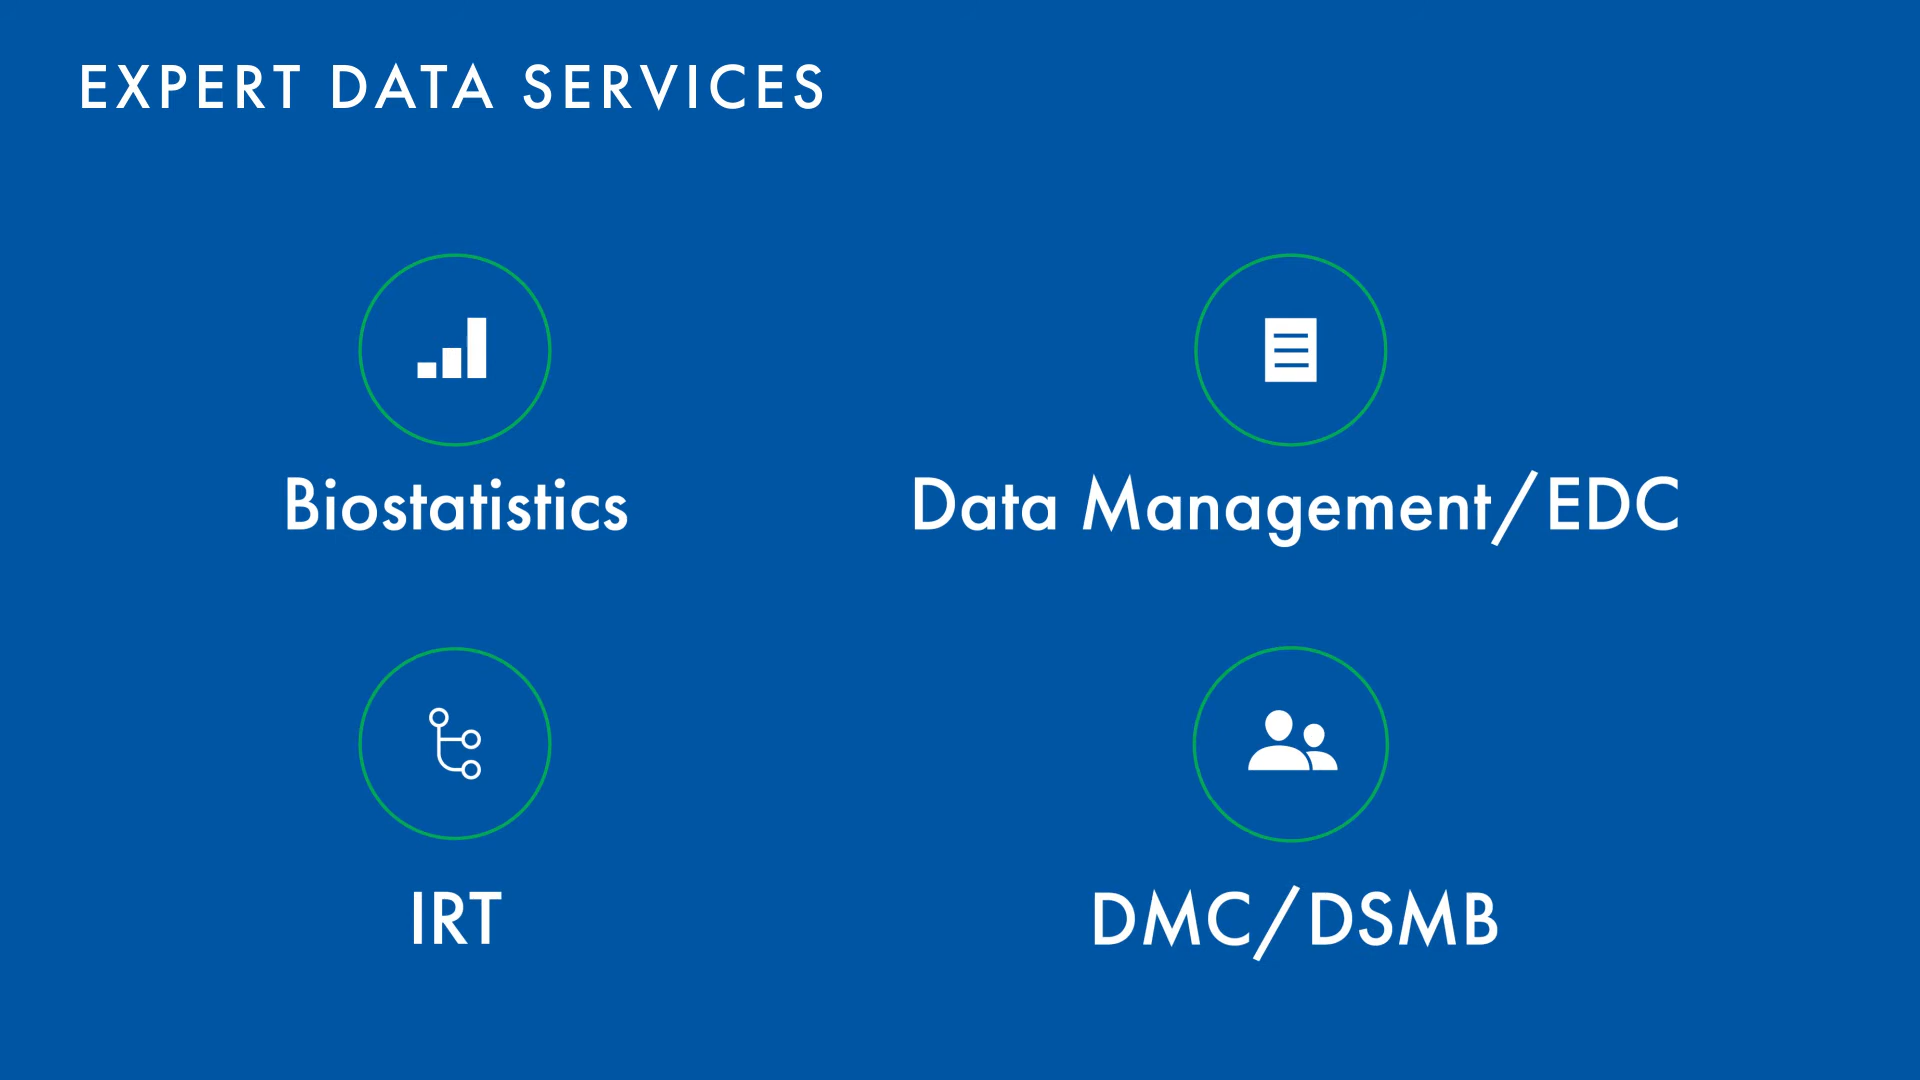 EXPERT DATA SERVICES
Biostatistics
Data Management/EDC
IRT
DMC/DSMB